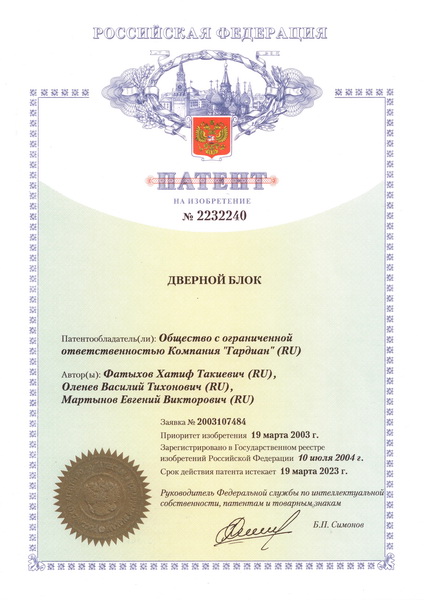 РОССИЙСКАЯ ФЕДЕРАЦИЯ
ПАТЕНТ
НА ИЗОБРЕТЕНИЕ
№ 2232240
ДВЕРНОЙ БЛОК
Патентообладатель(ли): Общество с ограниченной
ответственностью Компания "Гардиан" (RU)
Автор(ы): Фатыхов Хатиф Такиевич (RU),
Оленев Василий Тихонович (RU),
Мартынов Евгений Викторович (RU)
Заявка № 2003107484
Приоритет изобретения 19 марта 2003 г.
Зарегистрировано в Государственном реестре
изобретений Российской Федерации 10 июля 2004 г.
Срок действия патента истекает 19 марта 2023 г.
Руководитель Федеральной службы по интеллектуальной
собственности, патентам и товарным знакам
Б.П. Симонов